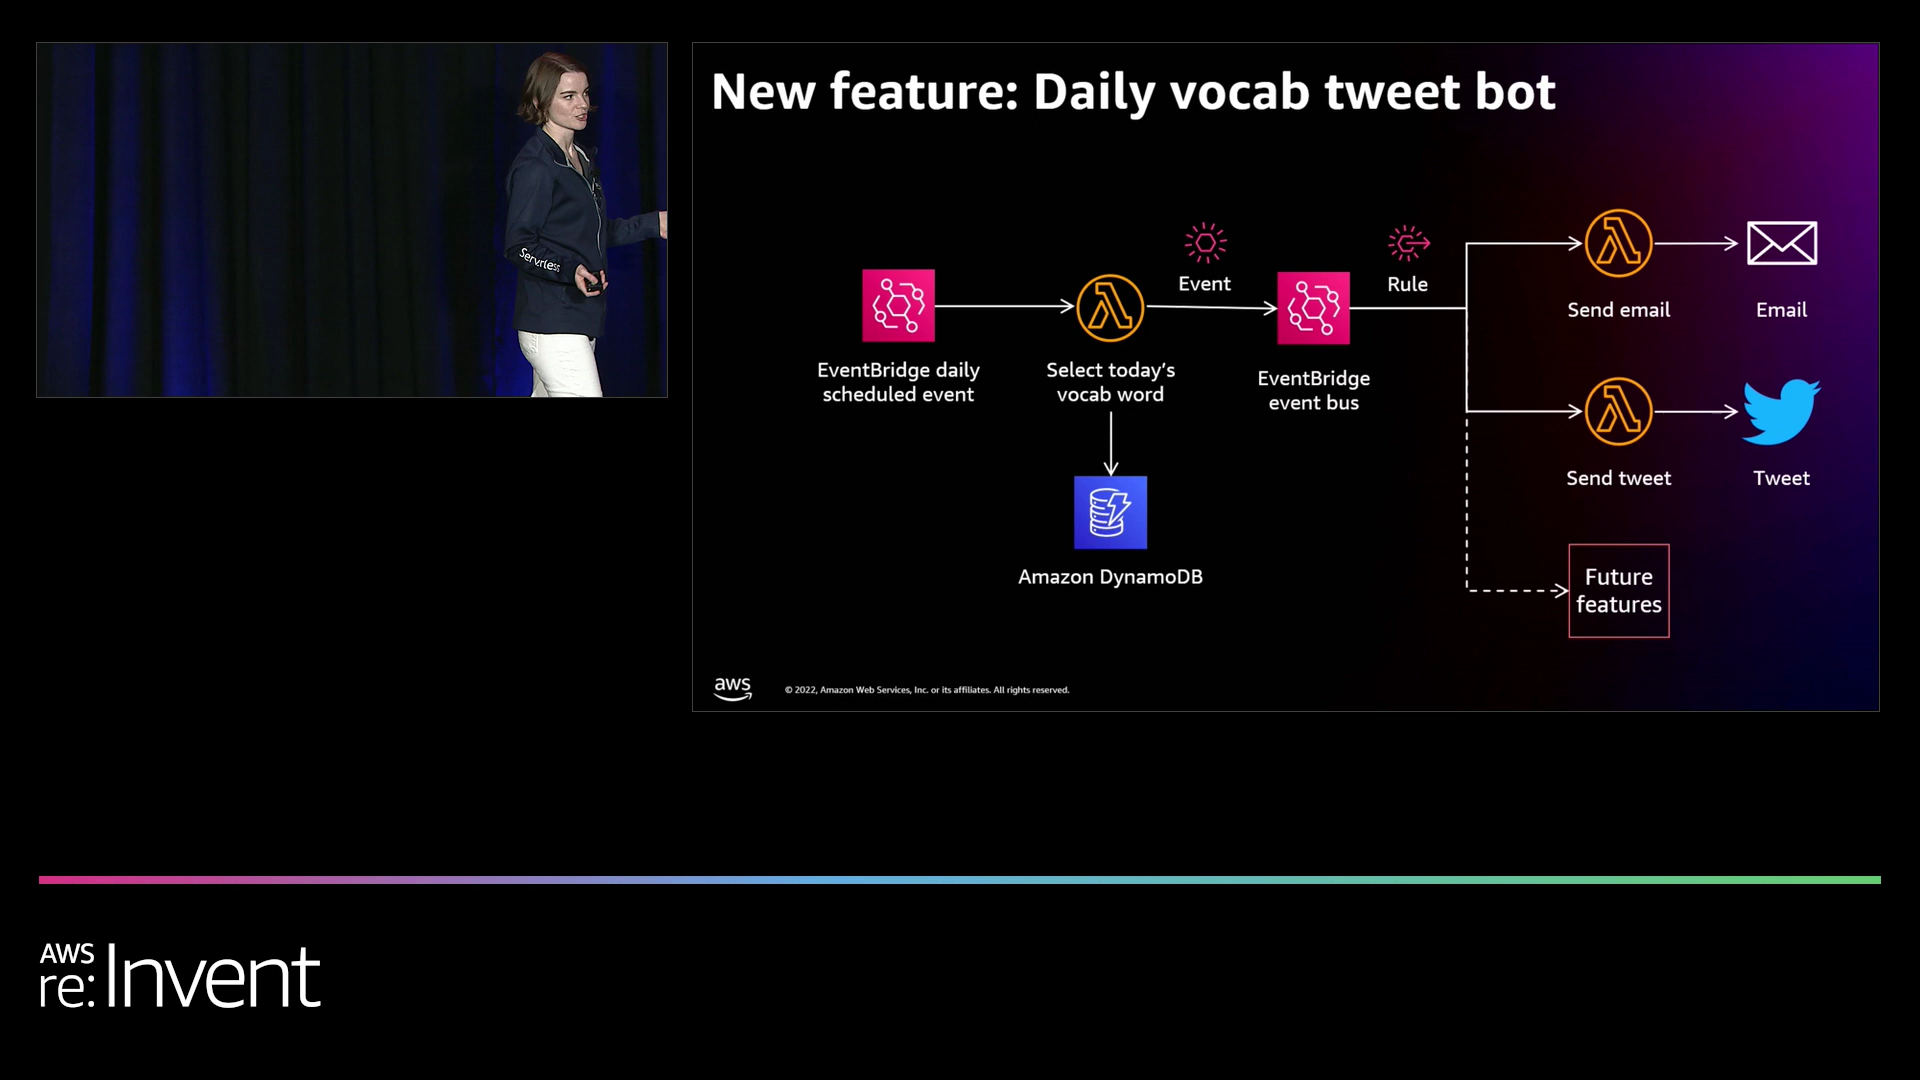 Serverless
New feature: Daily vocab tweet bot
Event
Rule
EventBridge daily
scheduled event
Select today's
vocab word
EventBridge
event bus
Send email
Email
Send tweet
Tweet
Amazon DynamoDB
Future
features
aws
© 2022, Amazon Web Services, Inc. or its affiliates. All rights reserved.
AWS
re:Invent